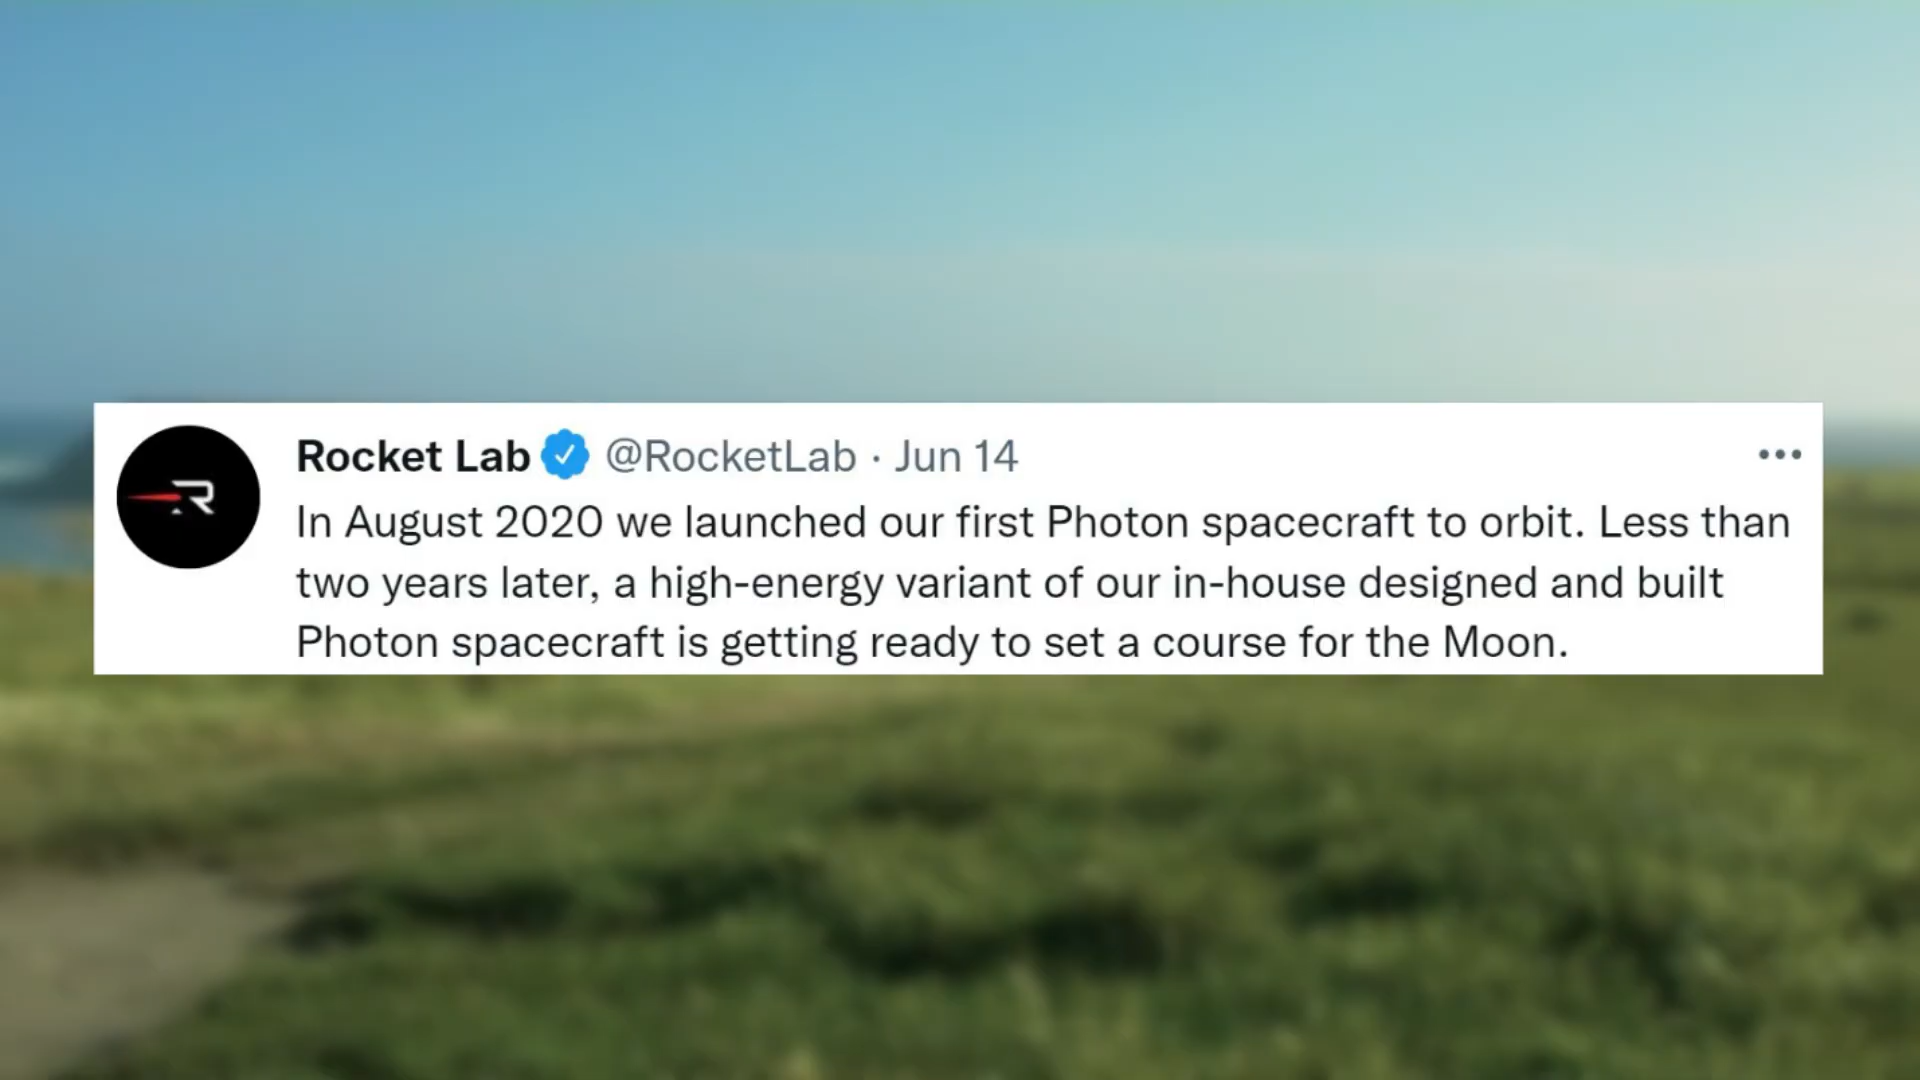 Rocket Lab @RocketLab · Jun 14
In August 2020 we launched our first Photon spacecraft to orbit. Less than
two years later, a high-energy variant of our in-house designed and built
Photon spacecraft is getting ready to set a course for the Moon.